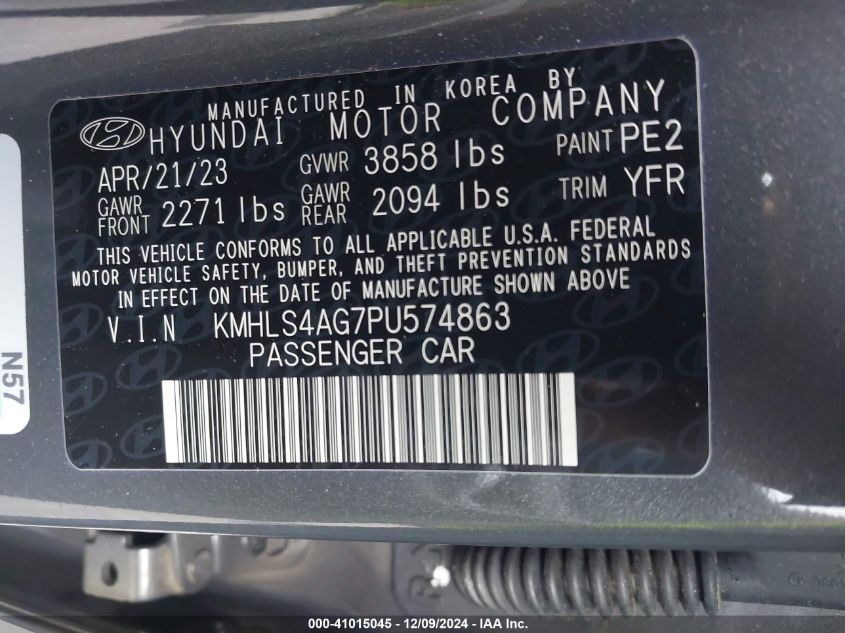 MANUFACTURED IN KOREA BY
HYUNDAI MOTOR COMPANY
APR/21/23 GVWR 3858 lbs PAINT PE2
GAWR FRONT 2271 lbs GAWR REAR 2094 lbs TRIM YFR
THIS VEHICLE CONFORMS TO ALL APPLICABLE U.S.A. FEDERAL
MOTOR VEHICLE SAFETY, BUMPER, AND THEFT PREVENTION STANDARDS
IN EFFECT ON THE DATE OF MANUFACTURE SHOWN ABOVE
V.I.N KMHLS4AG7PU574863
PASSENGER CAR
N57
000-41015045 - 12/09/2024 - IAAI.com